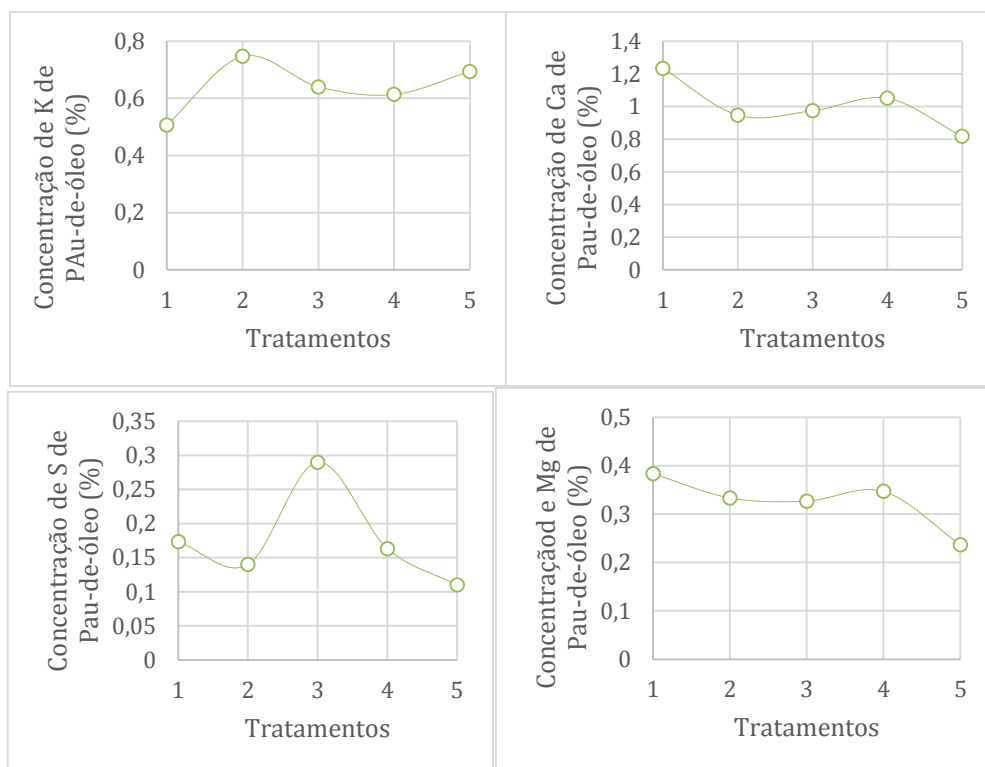 Concentração de K de
PAu-de-óleo (%)
0,8
0,6
0,4
0,2
0
1 2 3 4 5
Tratamentos
Concentração de Ca de
Pau-de-óleo (%)
1,4
1,2
1
0,8
0,6
0,4
0,2
0
1 2 3 4 5
Tratamentos
Concentração de S de
Pau-de-óleo (%)
0,35
0,3
0,25
0,2
0,15
0,1
0,05
0
1 2 3 4 5
Tratamentos
Concentraçãod e Mg de
Pau-de-óleo (%)
0,5
0,4
0,3
0,2
0,1
0
1 2 3 4 5
Tratamentos